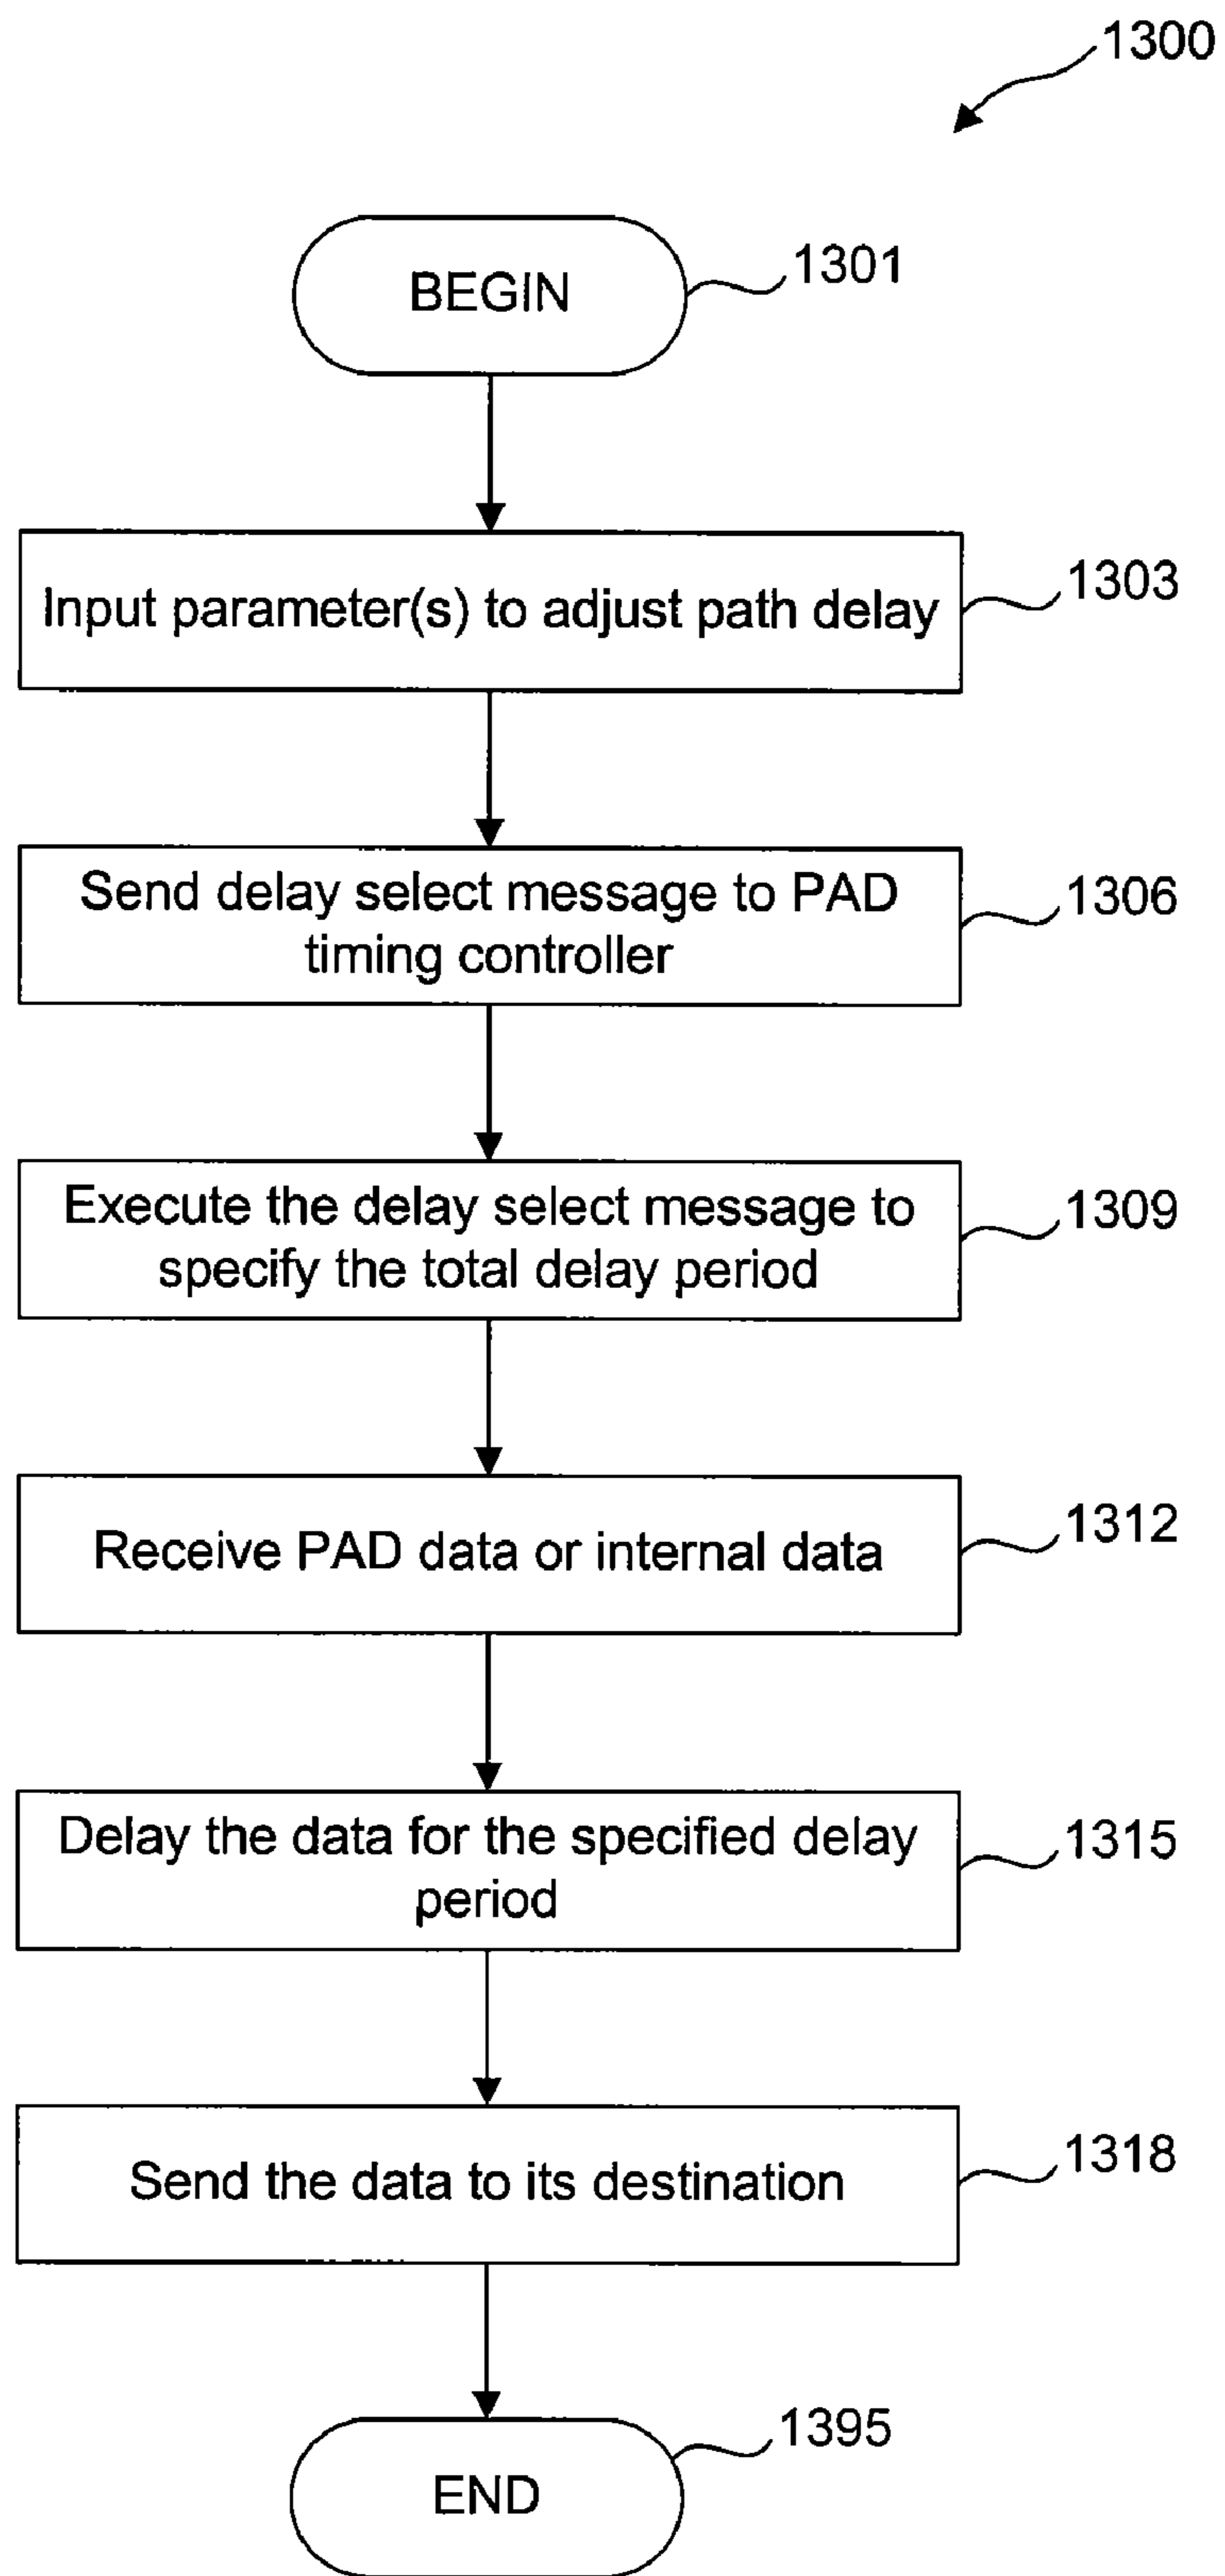 1300
BEGIN
1301
Input parameter(s) to adjust path delay
1303
Send delay select message to PAD
timing controller
1306
Execute the delay select message to
specify the total delay period
1309
Receive PAD data or internal data
1312
Delay the data for the specified delay
period
1315
Send the data to its destination
1318
END
1395